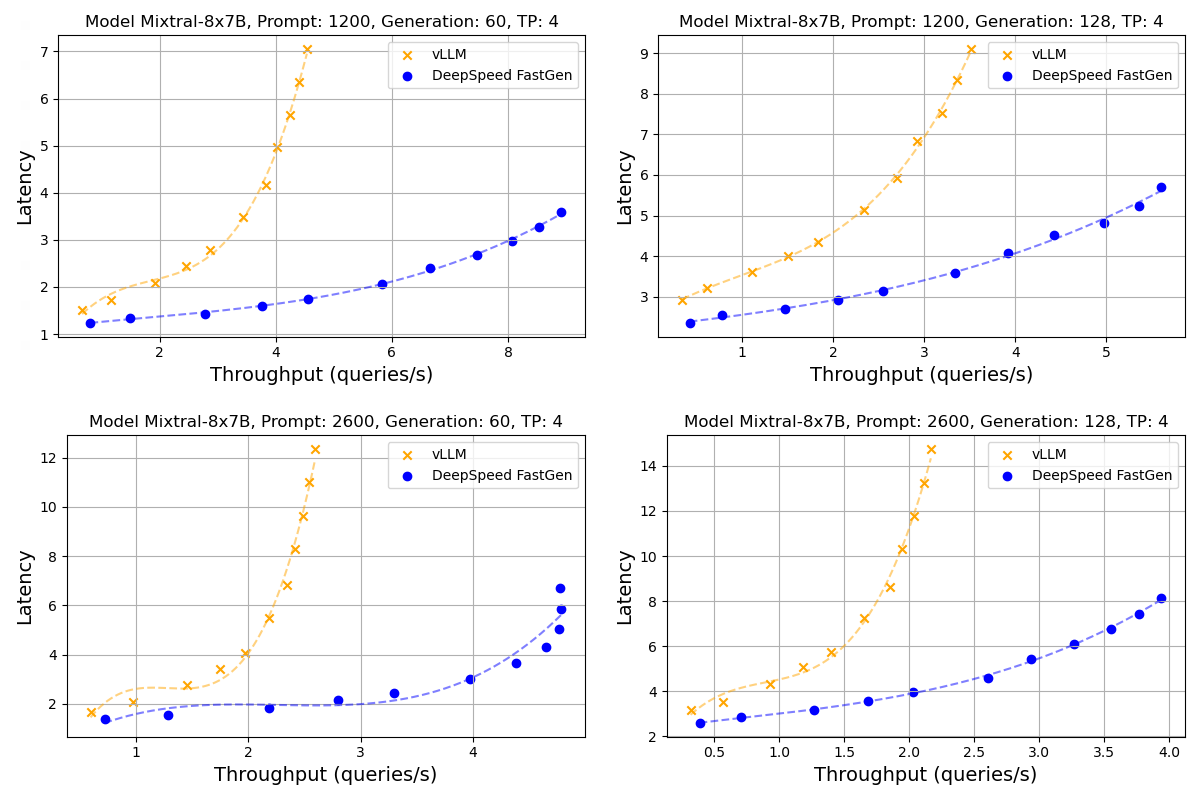 Model Mixtral-8x7B, Prompt: 1200, Generation: 60, TP: 4
7
6
5
4
3
2
1
Latency
vLLM
DeepSpeed FastGen
2 4 6 8
Throughput (queries/s)
Model Mixtral-8x7B, Prompt: 1200, Generation: 128, TP: 4
9
8
7
6
5
4
3
Latency
vLLM
DeepSpeed FastGen
1 2 3 4 5
Throughput (queries/s)
Model Mixtral-8x7B, Prompt: 2600, Generation: 60, TP: 4
12
10
8
6
4
2
Latency
vLLM
DeepSpeed FastGen
1 2 3 4
Throughput (queries/s)
Model Mixtral-8x7B, Prompt: 2600, Generation: 128, TP: 4
14
12
10
8
6
4
2
Latency
vLLM
DeepSpeed FastGen
0.5 1.0 1.5 2.0 2.5 3.0 3.5 4.0
Throughput (queries/s)